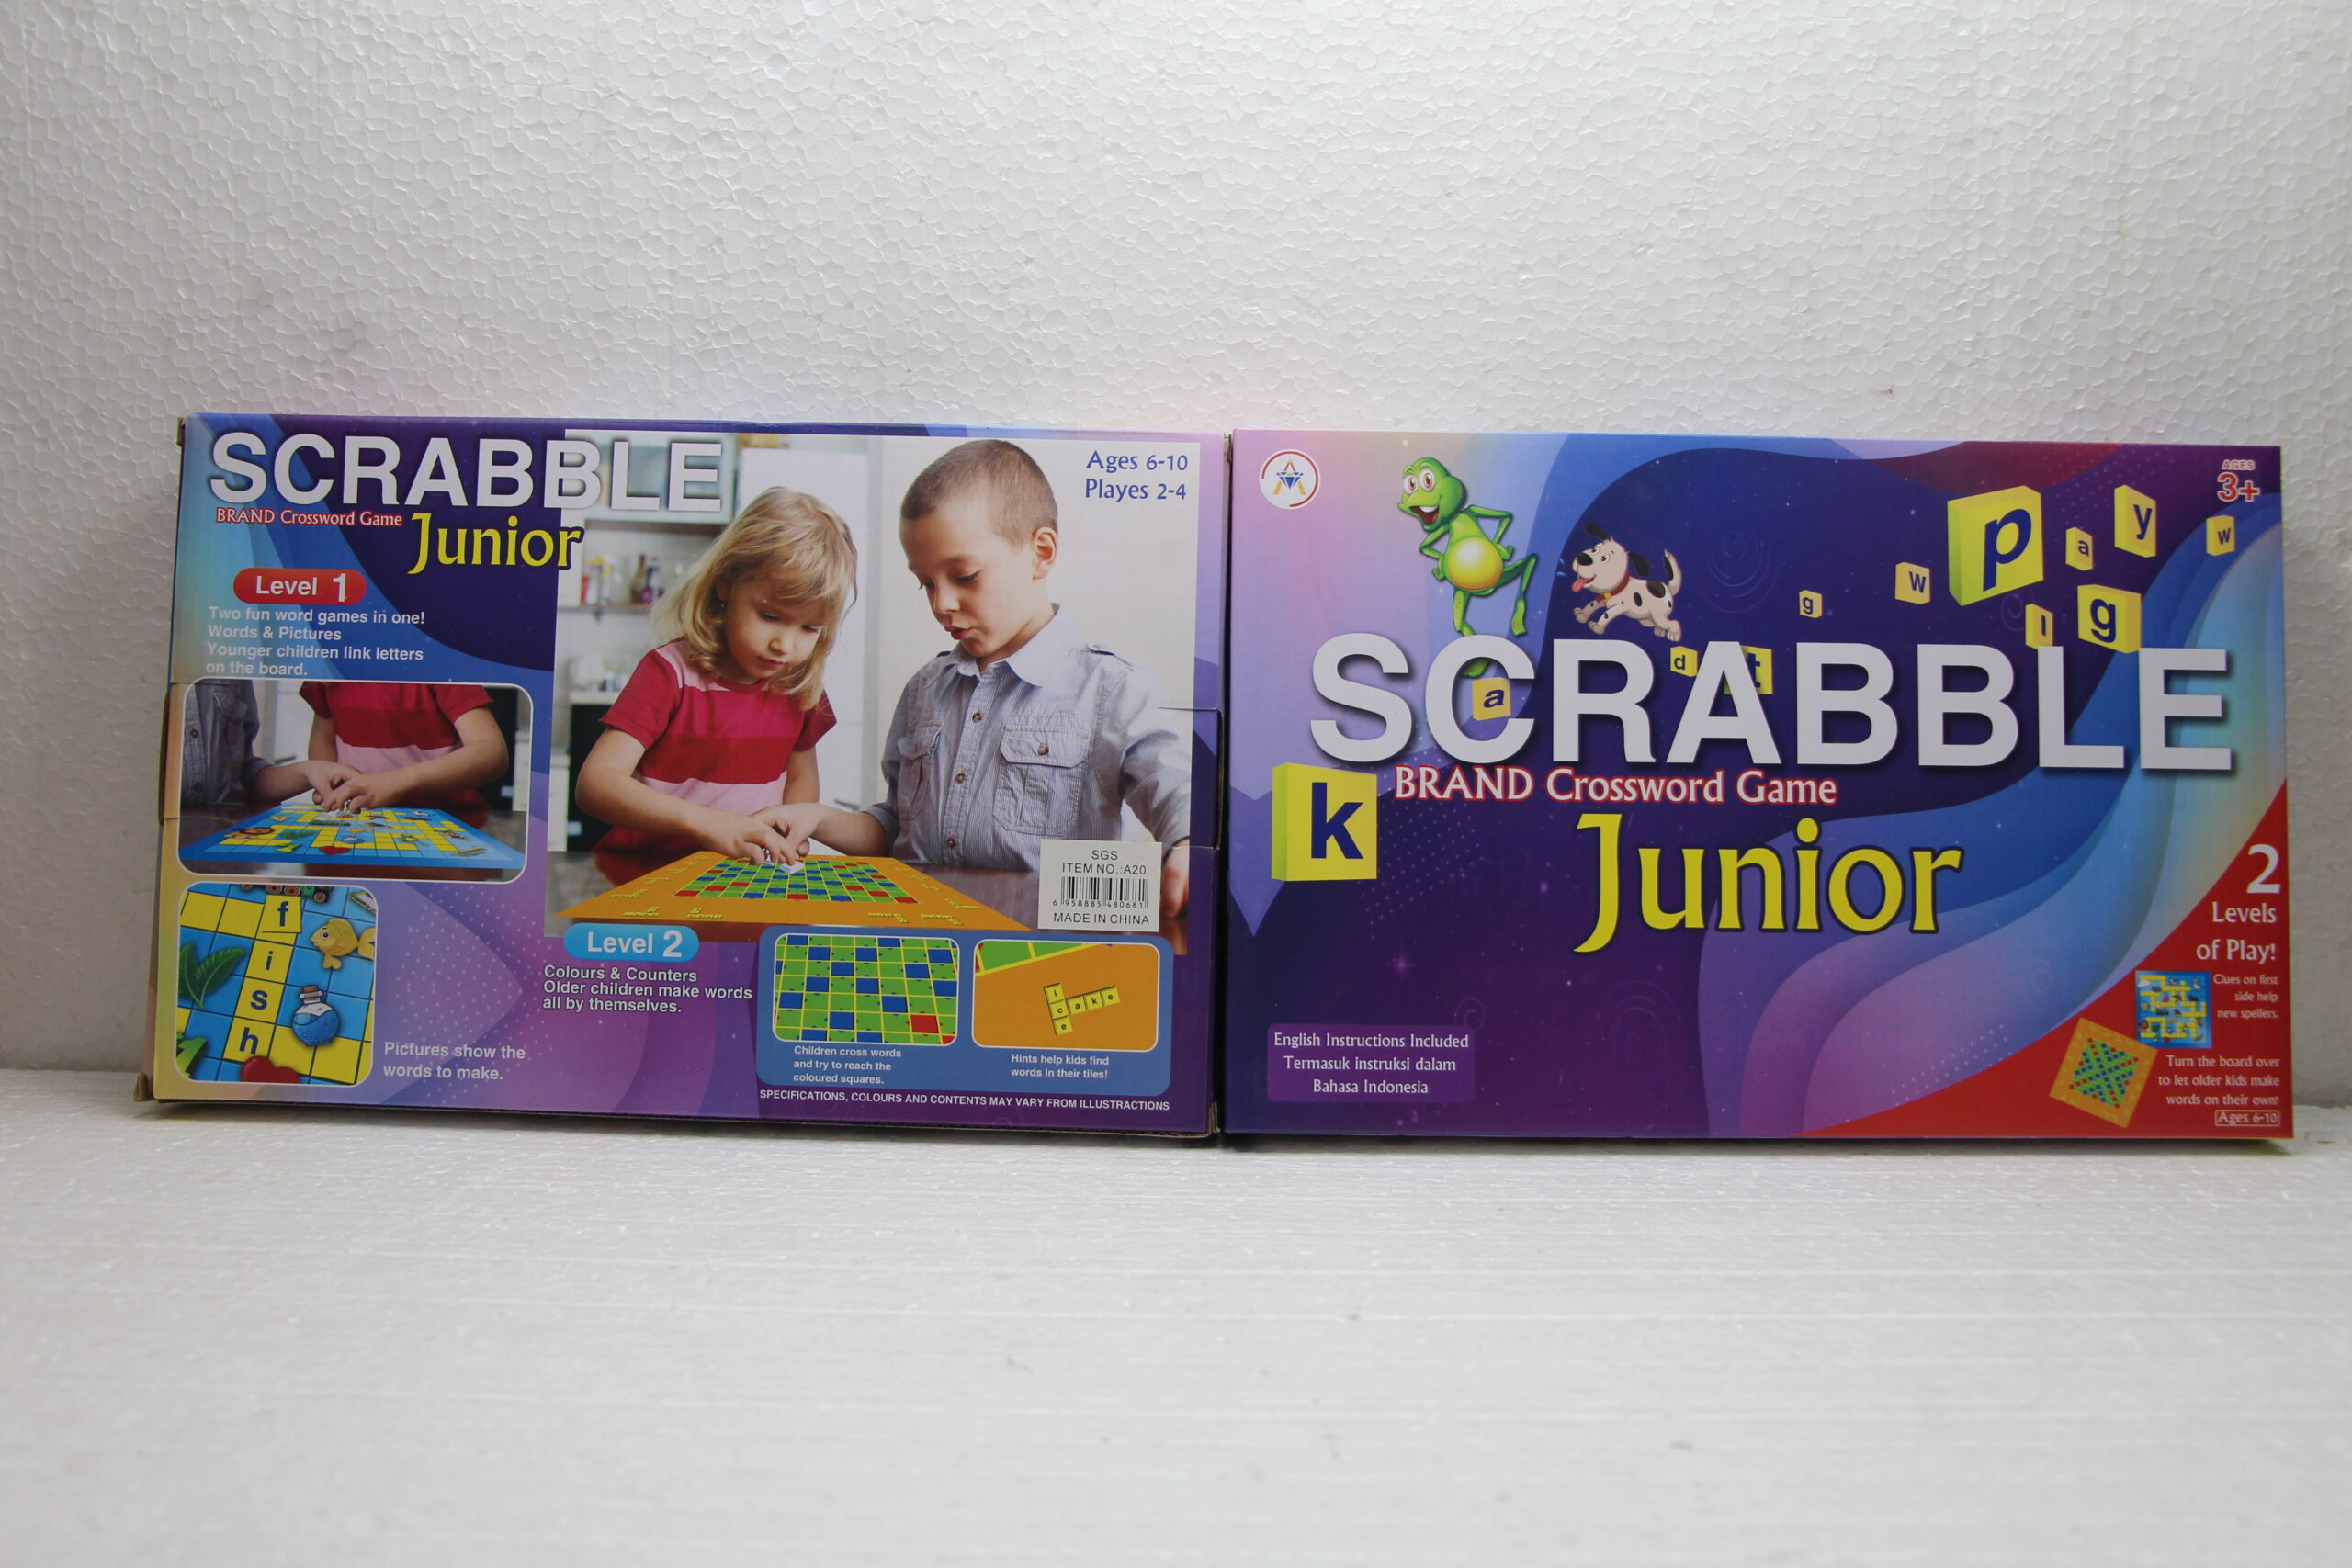 SCRABBLE
BRAND Crossword Game
Junior
Level 1
Two fun word games in one!
Words & Pictures
Younger children link letters
on the board.
f
i
s
h
Pictures show the
words to make.
Ages 6-10
Playes 2-4
SGS
ITEM NO.:A20
6 958885 480681
MADE IN CHINA
Level 2
Colours & Counters
Older children make words
all by themselves.
Children cross words
and try to reach the
coloured squares.
i
c a k e
e
Hints help kids find
words in their tiles!
SPECIFICATIONS, COLOURS AND CONTENTS MAY VARY FROM ILLUSTRATIONS
AGES
3+
p
a
y
w
w
g
l
g
d
t
a
SCRABBLE
k
BRAND Crossword Game
Junior
English Instructions Included
Termasuk instruksi dalam
Bahasa Indonesia
2
Levels
of Play!
Clues on first
side help
new spellers.
Turn the board over
to let older kids make
words on their own!
Ages 6-10